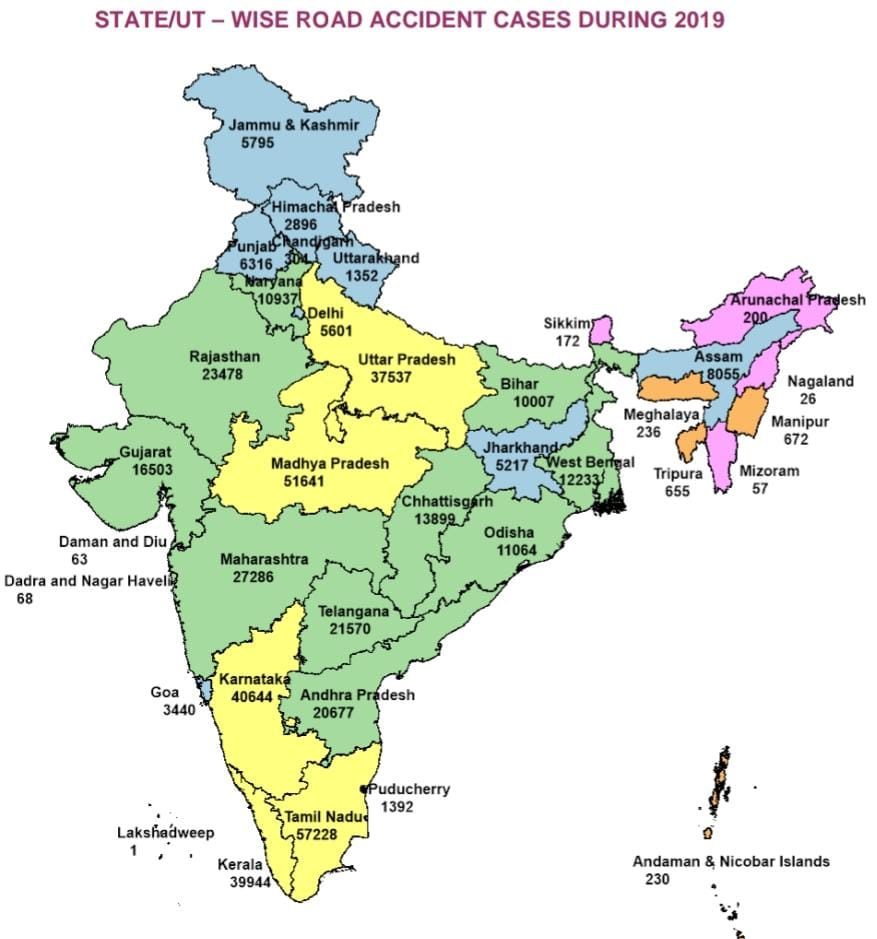 STATE/UT – WISE ROAD ACCIDENT CASES DURING 2019
Jammu & Kashmir
5795
Himachal Pradesh
2896
Chandigarh
304
Punjab
6316
Uttarakhand
1352
Naryana
10937
Delhi
5601
Rajasthan
23478
Uttar Pradesh
37537
Bihar
10007
Sikkim
172
Arunachal Pradesh
200
Assam
8055
Nagaland
26
Meghalaya
236
Manipur
672
Tripura
655
Mizoram
57
Gujarat
16503
Madhya Pradesh
51641
Jharkhand
5217
West Bengal
12233
Chhattisgarh
13899
Odisha
11064
Daman and Diu
63
Dadra and Nagar Haveli
68
Maharashtra
27286
Telangana
21570
Goa
3440
Karnataka
40644
Andhra Pradesh
20677
Puducherry
1392
Tamil Nadu
57228
Lakshadweep
1
Kerala
39944
Andaman & Nicobar Islands
230